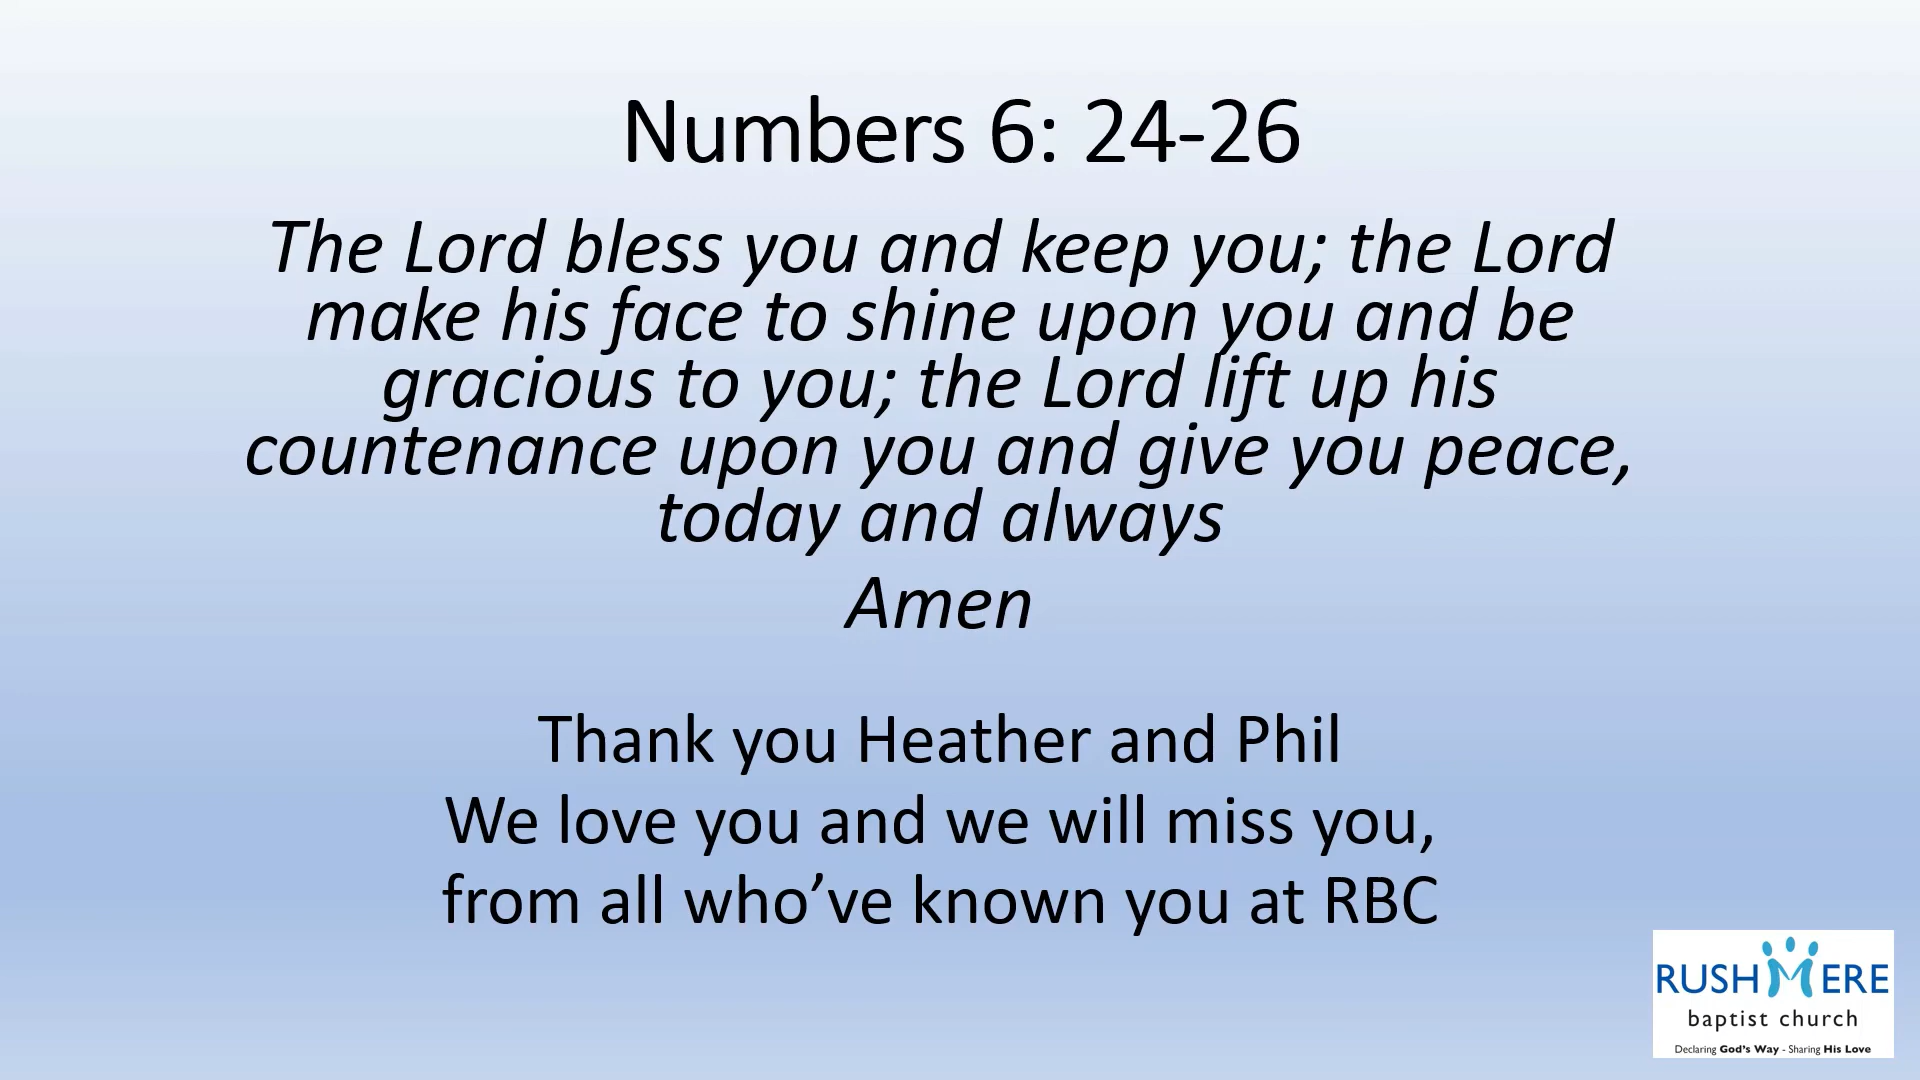 Numbers 6: 24-26
The Lord bless you and keep you; the Lord
make his face to shine upon you and be
gracious to you; the Lord lift up his
countenance upon you and give you peace,
today and always
Amen
Thank you Heather and Phil
We love you and we will miss you,
from all who’ve known you at RBC
RUSHMERE
baptist church
Declaring God's Way - Sharing His Love